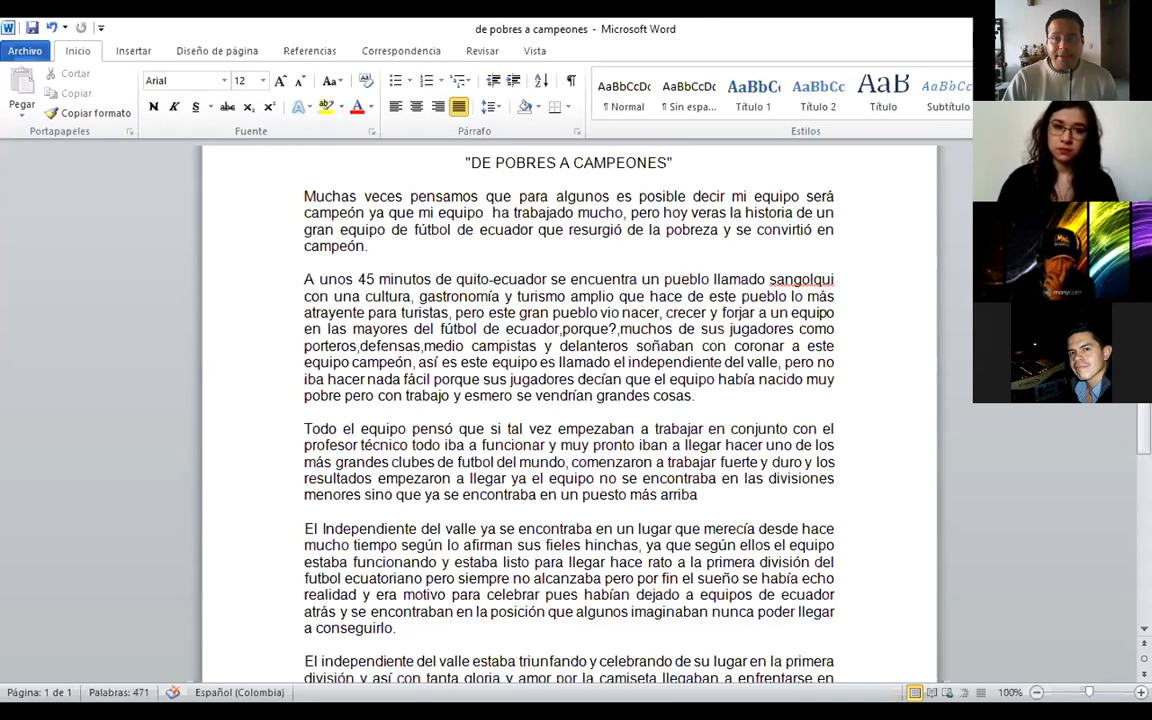 de pobres a campeones - Microsoft Word
Archivo Inicio Insertar Diseño de página Referencias Correspondencia Revisar Vista
Pegar
Cortar
Copiar
Copiar formato
Portapapeles
Arial 12
Fuente
Párrafo
AaBbCcDc AaBbCcDc AaBbC AaBbCc AaB AaBbCc
¶ Normal ¶ Sin espa... Título 1 Título 2 Título Subtítulo
Estilos
"DE POBRES A CAMPEONES"
Muchas veces pensamos que para algunos es posible decir mi equipo será
campeón ya que mi equipo ha trabajado mucho, pero hoy veras la historia de un
gran equipo de fútbol de ecuador que resurgió de la pobreza y se convirtió en
campeón.
A unos 45 minutos de quito-ecuador se encuentra un pueblo llamado sangolqui
con una cultura, gastronomía y turismo amplio que hace de este pueblo lo más
atrayente para turistas, pero este gran pueblo vio nacer, crecer y forjar a un equipo
en las mayores del fútbol de ecuador,porque?,muchos de sus jugadores como
porteros,defensas,medio campistas y delanteros soñaban con coronar a este
equipo campeón, así es este equipo es llamado el independiente del valle, pero no
iba hacer nada fácil porque sus jugadores decían que el equipo había nacido muy
pobre pero con trabajo y esmero se vendrían grandes cosas.
Todo el equipo pensó que si tal vez empezaban a trabajar en conjunto con el
profesor técnico todo iba a funcionar y muy pronto iban a llegar hacer uno de los
más grandes clubes de futbol del mundo, comenzaron a trabajar fuerte y duro y los
resultados empezaron a llegar ya el equipo no se encontraba en las divisiones
menores sino que ya se encontraba en un puesto más arriba
El Independiente del valle ya se encontraba en un lugar que merecía desde hace
mucho tiempo según lo afirman sus fieles hinchas, ya que según ellos el equipo
estaba funcionando y estaba listo para llegar hace rato a la primera división del
futbol ecuatoriano pero siempre no alcanzaba pero por fin el sueño se había echo
realidad y era motivo para celebrar pues habían dejado a equipos de ecuador
atrás y se encontraban en la posición que algunos imaginaban nunca poder llegar
a conseguirlo.
El independiente del valle estaba triunfando y celebrando de su lugar en la primera
división y así con tanta gloria y amor por la camiseta llegaban a enfrentarse en
Página: 1 de 1 Palabras: 471 Español (Colombia) 100%
manycam